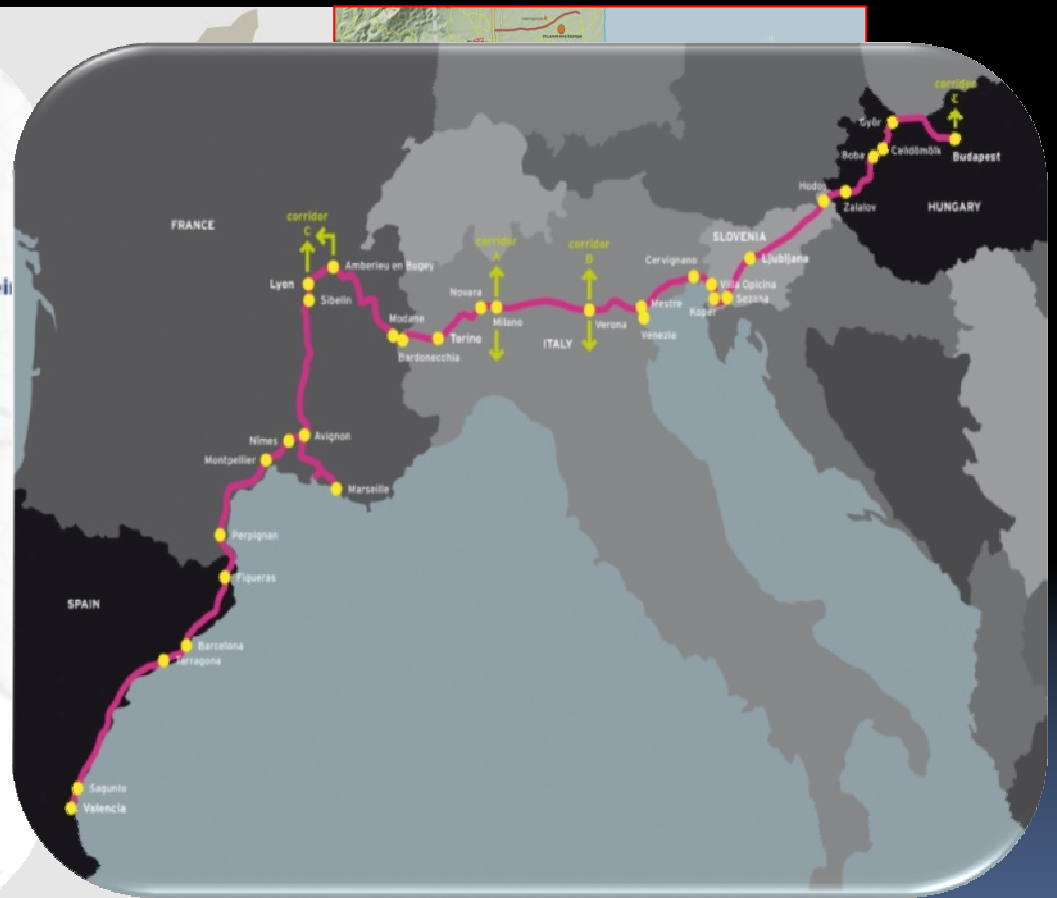 corridor
E
Györ
Celldömölk
Boba
Budapest
Hodos
Zalalov
HUNGARY
FRANCE
corridor
C
SLOVENIA
corridor
A
corridor
B
Cervignano
Ljubljana
Amberieu en Bugey
Lyon
Villa Opicina
Sibelin
Novara
Mestre
Sezana
Koper
Modane
Milano
Verona
Venezia
Torino
ITALY
Bardonecchia
Nimes
Avignon
Montpellier
Marseille
Perpignan
Figueras
SPAIN
Barcelona
Tarragona
Sagunto
Valencia